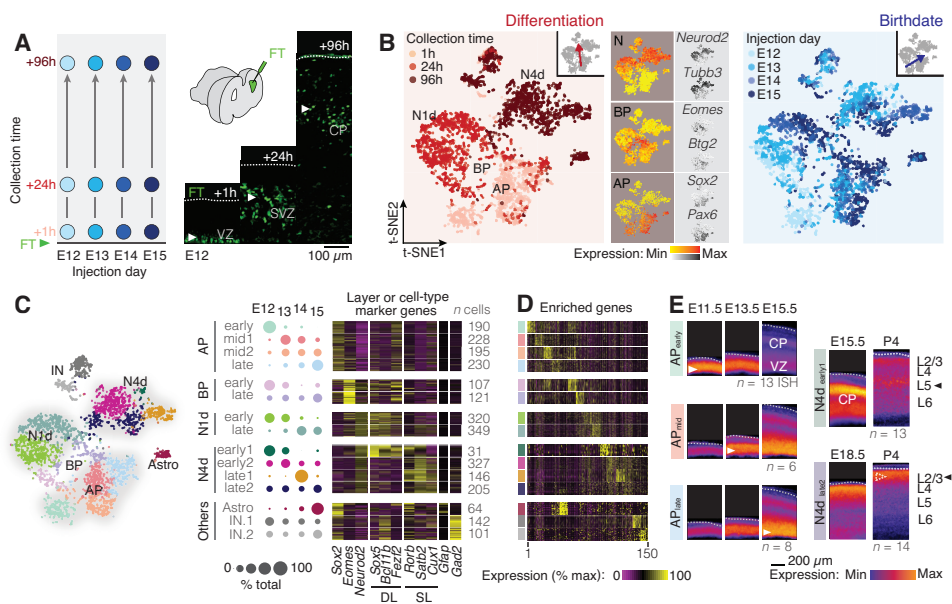 A
Collection time
+96h
+24h
+1h
FT
E12 E13 E14 E15
Injection day
FT
+96h
CP
+24h
SVZ
FT +1h
VZ
E12
100 µm
B
Differentiation
Collection time
1h
24h
96h
N4d
N1d
BP
AP
t-SNE2
t-SNE1
N
Neurod2
Tubb3
BP
Eomes
Btg2
AP
Sox2
Pax6
Expression: Min Max
Birthdate
Injection day
E12
E13
E14
E15
C
IN
N4d
N1d
BP
AP
Astro
E12 13 14 15
Layer or cell-type
marker genes
n cells
AP
early 190
mid1 228
mid2 195
late 230
BP
early 107
late 121
N1d
early 320
late 349
N4d
early1 31
early2 327
late1 146
late2 205
Others
Astro 64
IN.1 142
IN.2 101
0 100
% total
Sox2
Eomes
Neurod2
Sox5
Bcl11b
Fezf2
Rorb
Satb2
Cux1
Gfap
Gad2
DL SL
D
Enriched genes
1 150
Expression (% max): 0 100
E
E11.5 E13.5 E15.5
APearly
CP
VZ
n = 13 ISH
APmid
n = 6
APlate
n = 8
200 µm
E15.5 P4
N4dearly1
CP
L2/3
L4
L5
L6
n = 13
E18.5 P4
N4dlate2
L2/3
L4
L5
L6
n = 14
Expression: Min Max